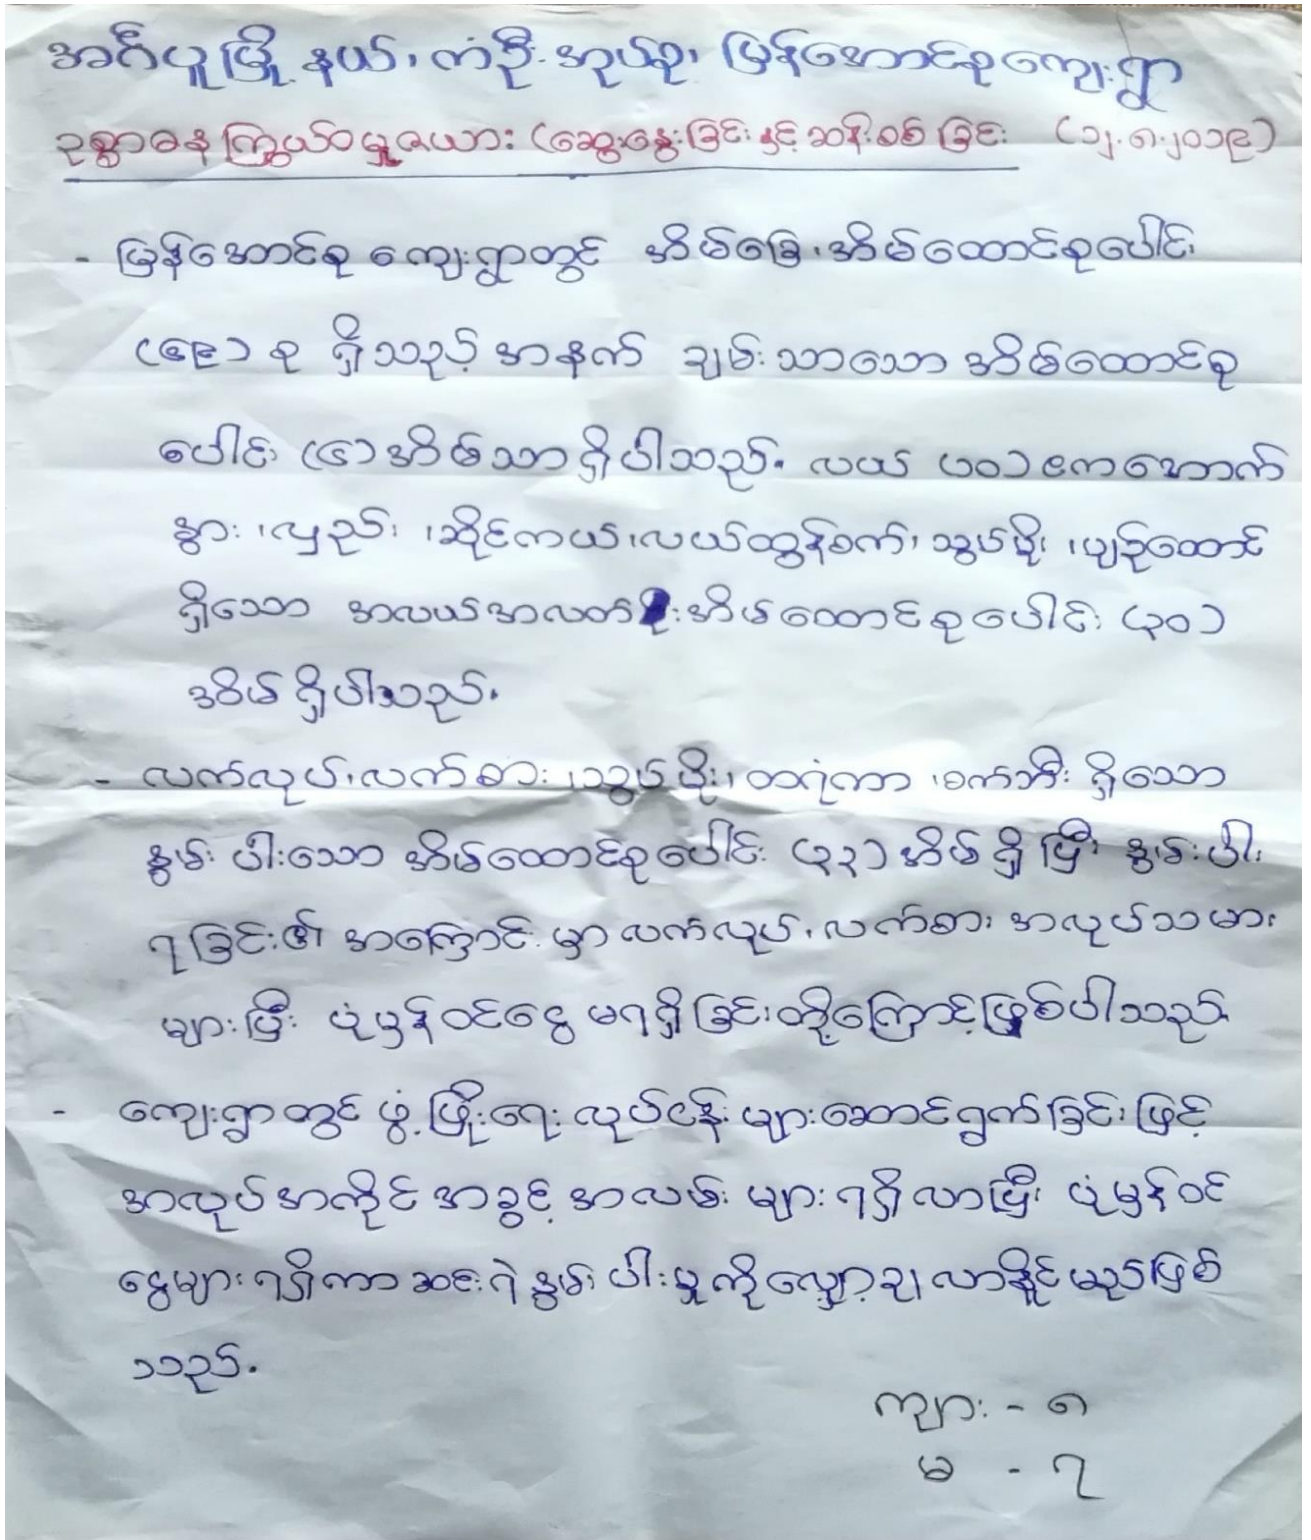 အင်္ဂပူမြို့နယ်၊ ကံဦးအုပ်စု၊ မြန်အောင်စုကျေးရွာ
ဥစ္စာဓနကြွယ်ဝမှုဇယား (ဆွေးနွေးခြင်းနှင့်ဆန်းစစ်ခြင်း (၁၂.၈.၂၀၁၉)
- မြန်အောင်စု ကျေးရွာတွင် အိမ်ခြေ၊ အိမ်ထောင်စုပေါင်း
(၆၉) စု ရှိသည့် အနက် ချမ်းသာသော အိမ်ထောင်စု
ပေါင်း (၆) အိမ်သာ ရှိပါသည်။ လယ် (၁၀) ဧကအောက်
နွား ၊လှည်း ၊ဆိုင်ကယ်၊လယ်ထွန်စက်၊ သွပ်မိုး ၊ပျဉ်ထောင်
ရှိသော အလယ်အလတ် အိမ်ထောင်စုပေါင်း (၃၀)
အိမ် ရှိပါသည်။
- လက်လုပ်၊လက်စား ၊သွပ်မိုး၊ ထရံကာ ၊စက်ဘီး ရှိသော
နွမ်းပါးသော အိမ်ထောင်စုပေါင်း (၃၃) အိမ် ရှိပြီး နွမ်းပါး
ရခြင်း၏ အကြောင်းမှာ လက်လုပ်၊ လက်စား အလုပ်သမား
များပြီး ပုံမှန်ဝင်ငွေ မရရှိခြင်းတို့ကြောင့်ဖြစ်ပါသည်
- ကျေးရွာတွင် ဖွံ့ဖြိုးရေး လုပ်ငန်းများဆောင်ရွက်ခြင်းဖြင့်
အလုပ်အကိုင် အခွင့်အလမ်း များရရှိလာပြီး ပုံမှန်ဝင်
ငွေများရရှိကာ ဆင်းရဲနွမ်းပါးမှုကိုလျှော့ချလာနိုင်မည်ဖြစ်
သည်။
ကျား - ၈
မ - ၇